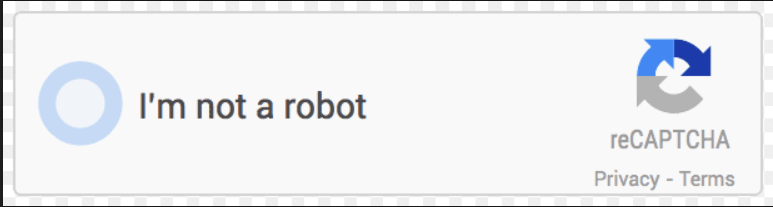 I'm not a robot
reCAPTCHA
Privacy - Terms